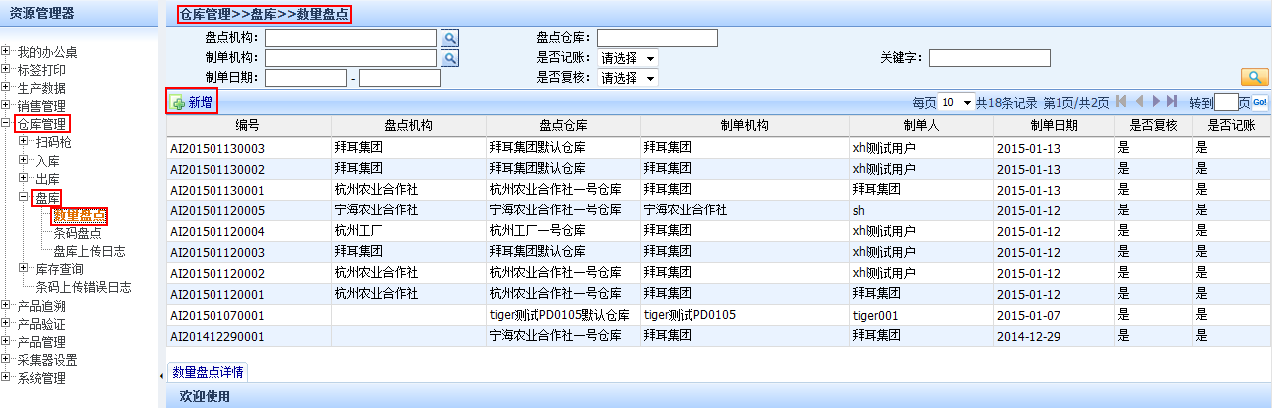 资源管理器
我的办公桌
标签打印
生产数据
销售管理
仓库管理
扫码枪
入库
出库
盘库
数量盘点
条码盘点
盘库上传日志
库存查询
条码上传错误日志
产品追溯
产品验证
产品管理
采集器设置
系统管理
仓库管理>>盘库>>数量盘点
盘点机构： 盘点仓库：
制单机构： 是否记账： 请选择 关键字：
制单日期： - 是否复核： 请选择
新增 每页 10 共18条记录 第1页/共2页 转到 页 Go!
编号 盘点机构 盘点仓库 制单机构 制单人 制单日期 是否复核 是否记账
AI201501130003 拜耳集团 拜耳集团默认仓库 拜耳集团 xh测试用户 2015-01-13 是 是
AI201501130002 拜耳集团 拜耳集团默认仓库 拜耳集团 xh测试用户 2015-01-13 是 是
AI201501130001 杭州农业合作社 杭州农业合作社一号仓库 拜耳集团 拜耳集团 2015-01-13 是 是
AI201501120005 宁海农业合作社 宁海农业合作社一号仓库 宁海农业合作社 sh 2015-01-12 是 是
AI201501120004 杭州工厂 杭州工厂一号仓库 拜耳集团 xh测试用户 2015-01-12 是 是
AI201501120003 拜耳集团 拜耳集团默认仓库 拜耳集团 xh测试用户 2015-01-12 是 是
AI201501120002 杭州农业合作社 杭州农业合作社一号仓库 拜耳集团 xh测试用户 2015-01-12 是 是
AI201501120001 杭州农业合作社 杭州农业合作社一号仓库 拜耳集团 拜耳集团 2015-01-12 是 是
AI201501070001 tiger测试PD0105默认仓库 tiger测试PD0105 tiger001 2015-01-07 是 是
AI201412290001 宁海农业合作社一号仓库 拜耳集团 拜耳集团 2014-12-29 是 是
数量盘点详情
欢迎使用